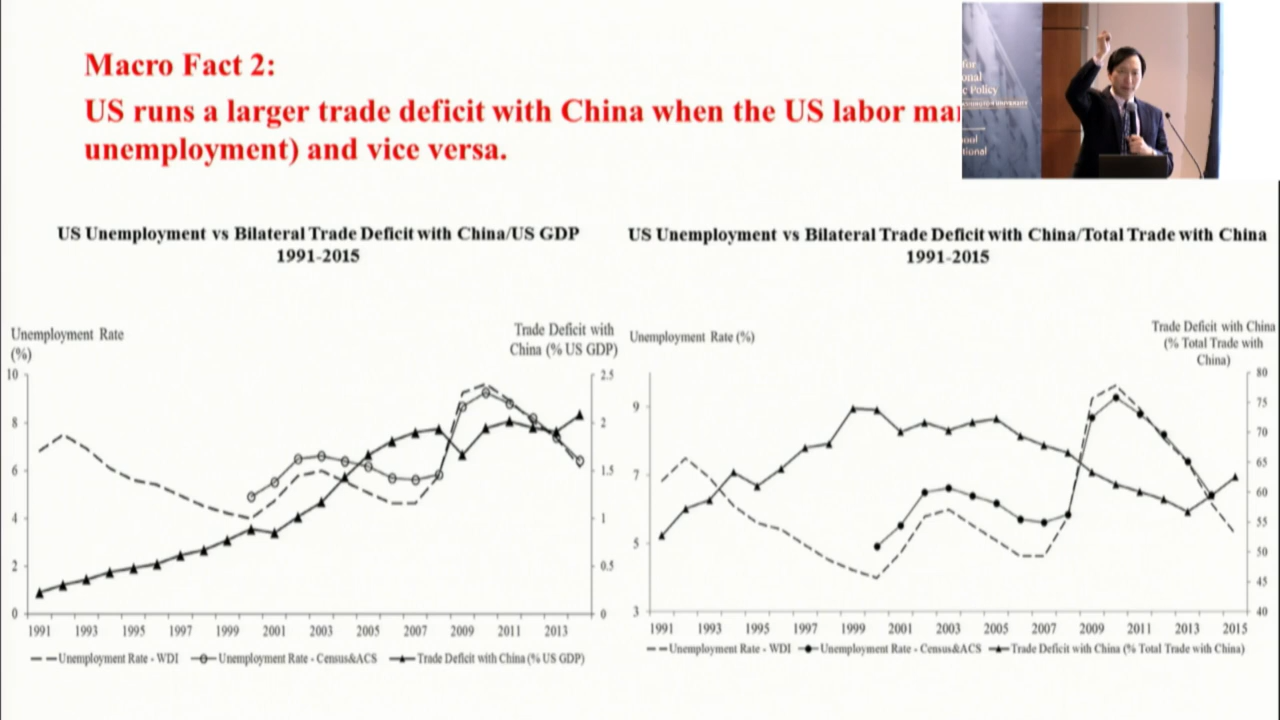 Macro Fact 2:
US runs a larger trade deficit with China when the US labor
unemployment) and vice versa.
for
onal
c Policy
ool
tional
US Unemployment vs Bilateral Trade Deficit with China/US GDP
1991-2015
Unemployment Rate
(%)
Trade Deficit with
China (% US GDP)
10
8
6
4
2
0
2.5
2
1.5
1
0.5
0
1991 1993 1995 1997 1999 2001 2003 2005 2007 2009 2011 2013
Unemployment Rate - WDI Unemployment Rate - Census&ACS Trade Deficit with China (% US GDP)
US Unemployment vs Bilateral Trade Deficit with China/Total Trade with China
1991-2015
Unemployment Rate (%)
Trade Deficit with China
(% Total Trade with
China)
9
7
5
3
80
75
70
65
60
55
50
45
40
1991 1993 1995 1997 1999 2001 2003 2005 2007 2009 2011 2013 2015
Unemployment Rate - WDI Unemployment Rate - Census&ACS Trade Deficit with China (% Total Trade with China)